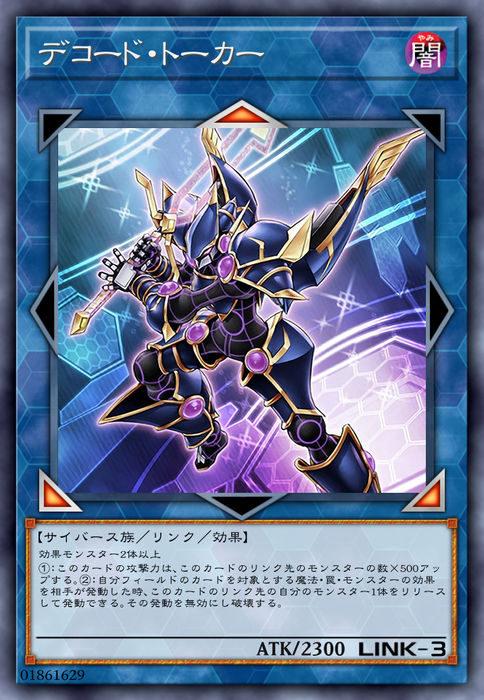 デコード・トーカー
やみ
闇
【サイバース族／リンク／効果】
効果モンスター2体以上
①：このカードの攻撃力は、このカードのリンク先のモンスターの数×500アッ
プする。②：自分フィールドのカードを対象とする魔法・罠・モンスターの効果
を相手が発動した時、このカードのリンク先の自分のモンスター1体をリリース
して発動できる。その発動を無効にし破壊する。
ATK/2300 LINK-3
01861629